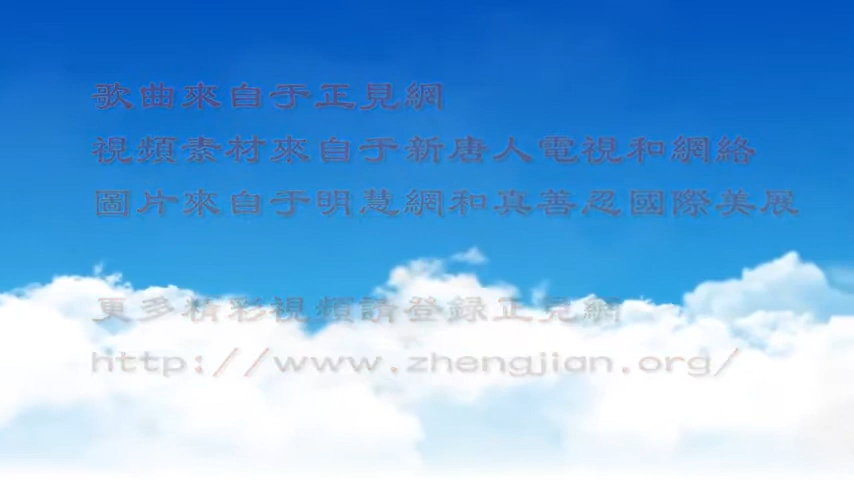 歌曲來自于正見網
視頻素材來自于新唐人電視和網絡
圖片來自于明慧網和真善忍國際美展
更多精彩視頻請登録正見網
http://www.zhengjian.org/